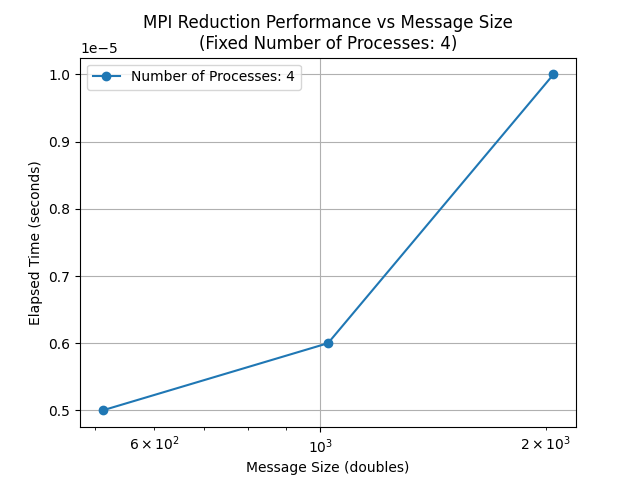 MPI Reduction Performance vs Message Size
(Fixed Number of Processes: 4)
1e−5
Number of Processes: 4
1.0
0.9
0.8
0.7
0.6
0.5
Elapsed Time (seconds)
6 × 10²
10³
2 × 10³
Message Size (doubles)